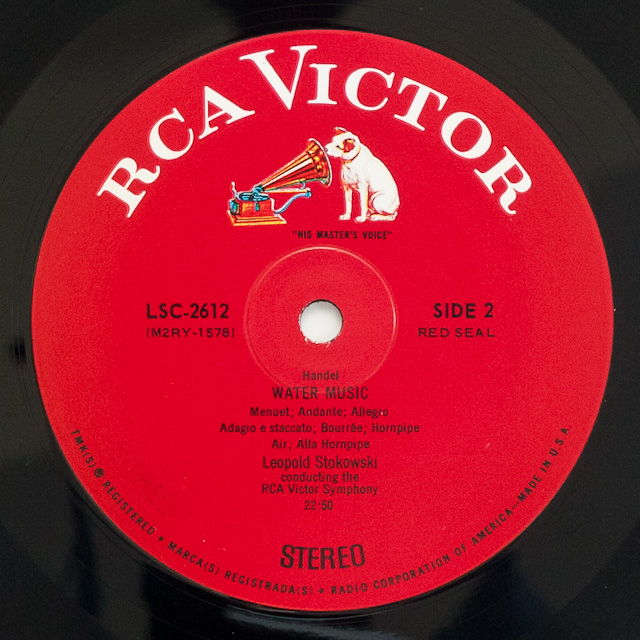 RCA VICTOR
"HIS MASTER'S VOICE"
LSC-2612
(M2RY-1578)
SIDE 2
RED SEAL
Handel
WATER MUSIC
Menuet, Andante; Allegro
Adagio e staccato, Bourrée; Hornpipe
Air; Alla Hornpipe
Leopold Stokowski
conducting the
RCA Victor Symphony
22-50
STEREO
TMK(S) ® REGISTERED • MARCA(S) REGISTRADA(S) • RADIO CORPORATION OF AMERICA—MADE IN U.S.A.